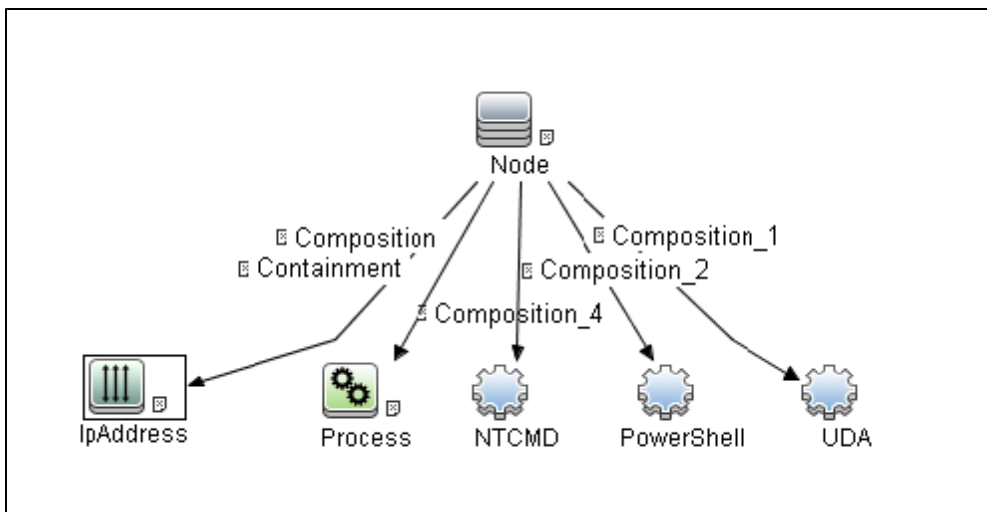 Node
Composition
Composition_1
Containment
Composition_2
Composition_4
IpAddress
Process
NTCMD
PowerShell
UDA